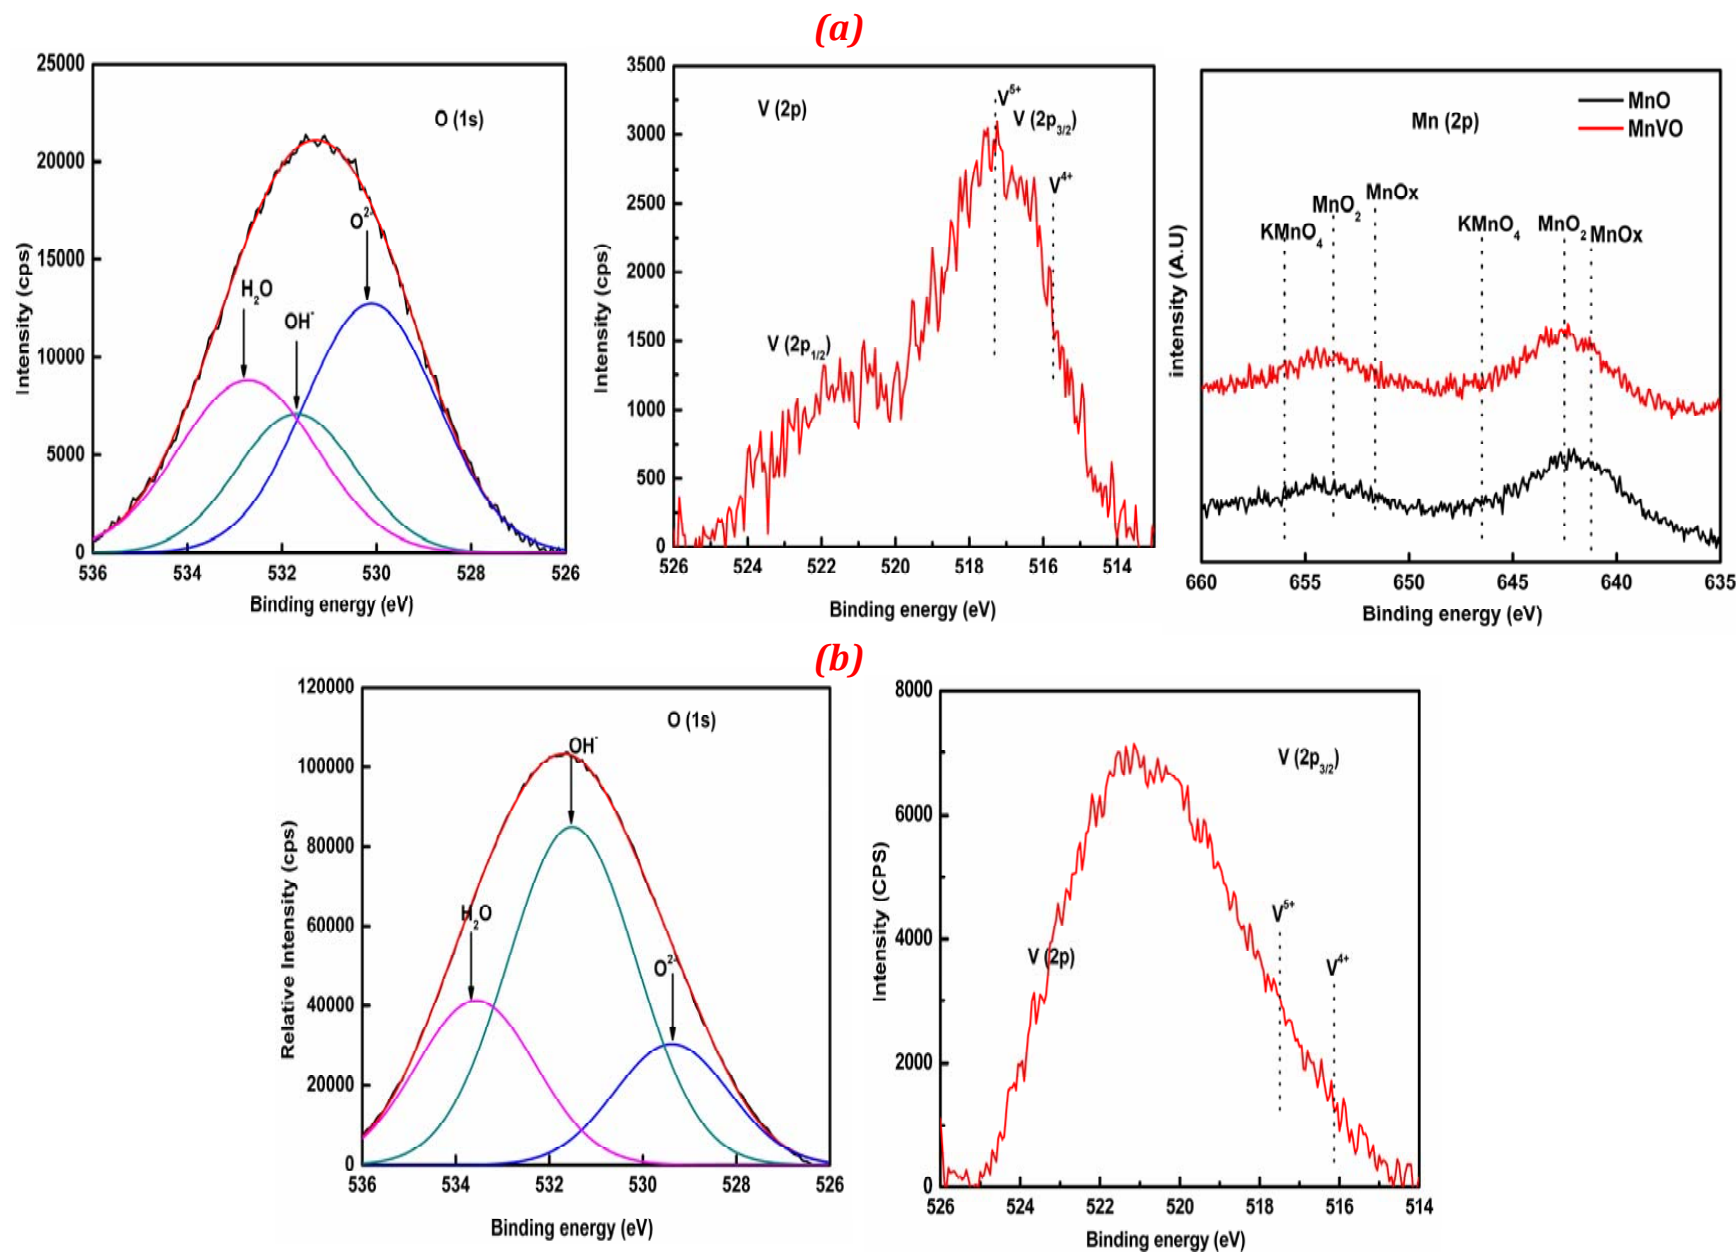 (a)
25000
20000
15000
10000
5000
0
536
534
532
530
528
526
Intensity (cps)
Binding energy (eV)
O (1s)
O²⁻
H₂O
OH⁻
3500
3000
2500
2000
1500
1000
500
0
526
524
522
520
518
516
514
Intensity (cps)
Binding energy (eV)
V (2p)
V⁵⁺
V (2p₃/₂)
V⁴⁺
V (2p₁/₂)
intensity (A.U)
MnO
MnVO
Mn (2p)
MnO₂
MnOx
KMnO₄
KMnO₄
MnO₂
MnOx
660
655
650
645
640
635
Binding energy (eV)
(b)
120000
100000
80000
60000
40000
20000
0
536
534
532
530
528
526
Relative Intensity (cps)
Binding energy (eV)
O (1s)
OH⁻
H₂O
O²⁻
8000
6000
4000
2000
0
526
524
522
520
518
516
514
Intensity (CPS)
Binding energy (eV)
V (2p₃/₂)
V⁵⁺
V⁴⁺
V (2p)